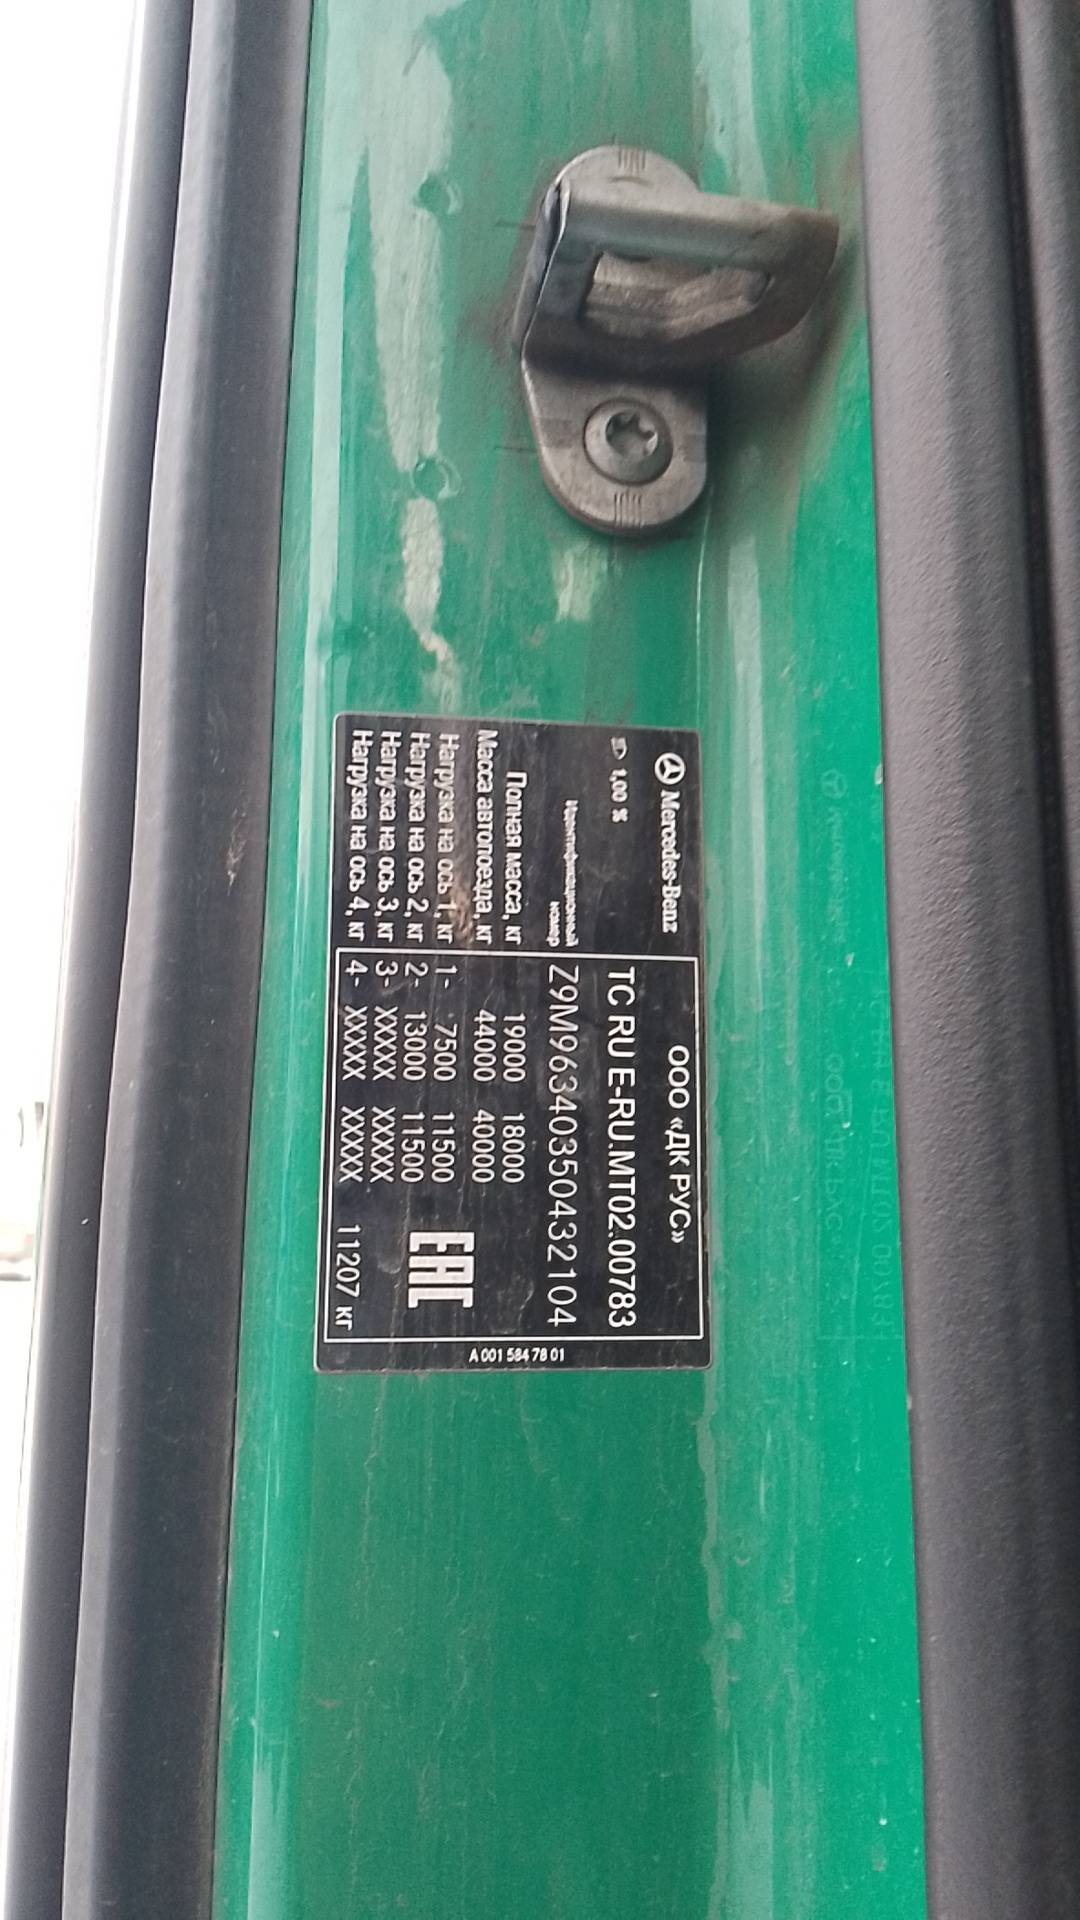 Mercedes-Benz
ООО «ДК РУС»
1,00 %
ТС RU E-RU.MT02.00783
Идентификационный номер
Z9M96340350432104
Полная масса, кг 19000 18000
Масса автопоезда, кг 44000 40000
Нагрузка на ось 1, кг 1- 7500 11500
Нагрузка на ось 2, кг 2- 13000 11500
Нагрузка на ось 3, кг 3- XXXXX XXXXX
Нагрузка на ось 4, кг 4- XXXXX XXXXX
EAC
11207 кг
A 001 584 78 01